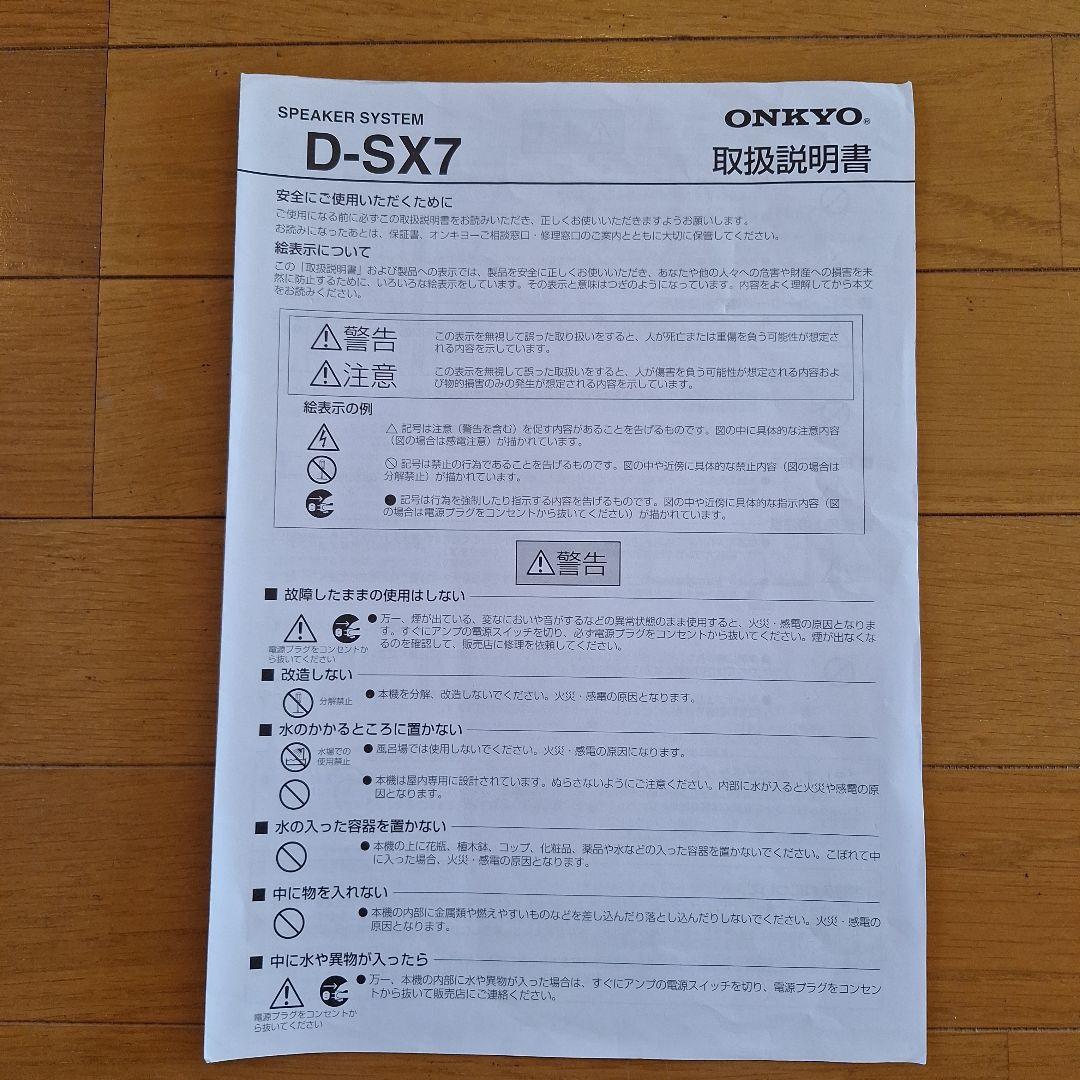 SPEAKER SYSTEM
D-SX7
ONKYO®
取扱説明書
安全にご使用いただくために
ご使用になる前に必ずこの取扱説明書をお読みいただき、正しくお使いいただきますようお願いします。
お読みになったあとは、保証書、オンキヨーご相談窓口・修理窓口のご案内とともに大切に保管してください。
絵表示について
この「取扱説明書」および製品への表示では、製品を安全に正しくお使いいただき、あなたや他の人々への危害や財産への損害を未
然に防止するために、いろいろな絵表示をしています。その表示と意味はつぎのようになっています。内容をよく理解してから本文
をお読みください。
⚠警告
この表示を無視して誤った取り扱いをすると、人が死亡または重傷を負う可能性が想定さ
れる内容を示しています。
⚠注意
この表示を無視して誤った取扱いをすると、人が傷害を負う可能性が想定される内容およ
び物的損害のみの発生が想定される内容を示しています。
絵表示の例
△ 記号は注意（警告を含む）を促す内容があることを告げるものです。図の中に具体的な注意内容
（図の場合は感電注意）が描かれています。
🚫 記号は禁止の行為であることを告げるものです。図の中や近傍に具体的な禁止内容（図の場合は
分解禁止）が描かれています。
● 記号は行為を強制したり指示する内容を告げるものです。図の中や近傍に具体的な指示内容（図
の場合は電源プラグをコンセントから抜いてください）が描かれています。
⚠警告
■ 故障したままの使用はしない
電源プラグをコンセントか
ら抜いてください
● 万一、煙が出ている、変なにおいや音がするなどの異常状態のまま使用すると、火災・感電の原因となりま
す。すぐにアンプの電源スイッチを切り、必ず電源プラグをコンセントから抜いてください。煙が出なくな
るのを確認して、販売店に修理を依頼してください。
■ 改造しない
分解禁止
● 本機を分解、改造しないでください。火災・感電の原因となります。
■ 水のかかるところに置かない
水場での
使用禁止
● 風呂場では使用しないでください。火災・感電の原因になります。
● 本機は屋内専用に設計されています。ぬらさないようにご注意ください。内部に水が入ると火災や感電の原
因となります。
■ 水の入った容器を置かない
● 本機の上に花瓶、植木鉢、コップ、化粧品、薬品や水などの入った容器を置かないでください。こぼれて中
に入った場合、火災・感電の原因となります。
■ 中に物を入れない
● 本機の内部に金属類や燃えやすいものなどを差し込んだり落とし込んだりしないでください。火災・感電の
原因となります。
■ 中に水や異物が入ったら
電源プラグをコンセントか
ら抜いてください
● 万一、本機の内部に水や異物が入った場合は、すぐにアンプの電源スイッチを切り、電源プラグをコンセン
トから抜いて販売店にご連絡ください。